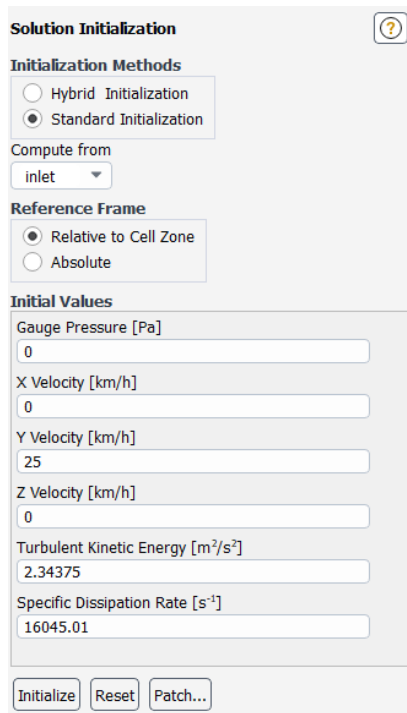 Solution Initialization
?
Initialization Methods
Hybrid Initialization
Standard Initialization
Compute from
inlet
Reference Frame
Relative to Cell Zone
Absolute
Initial Values
Gauge Pressure [Pa]
0
X Velocity [km/h]
0
Y Velocity [km/h]
25
Z Velocity [km/h]
0
Turbulent Kinetic Energy [m²/s²]
2.34375
Specific Dissipation Rate [s⁻¹]
16045.01
Initialize Reset Patch...